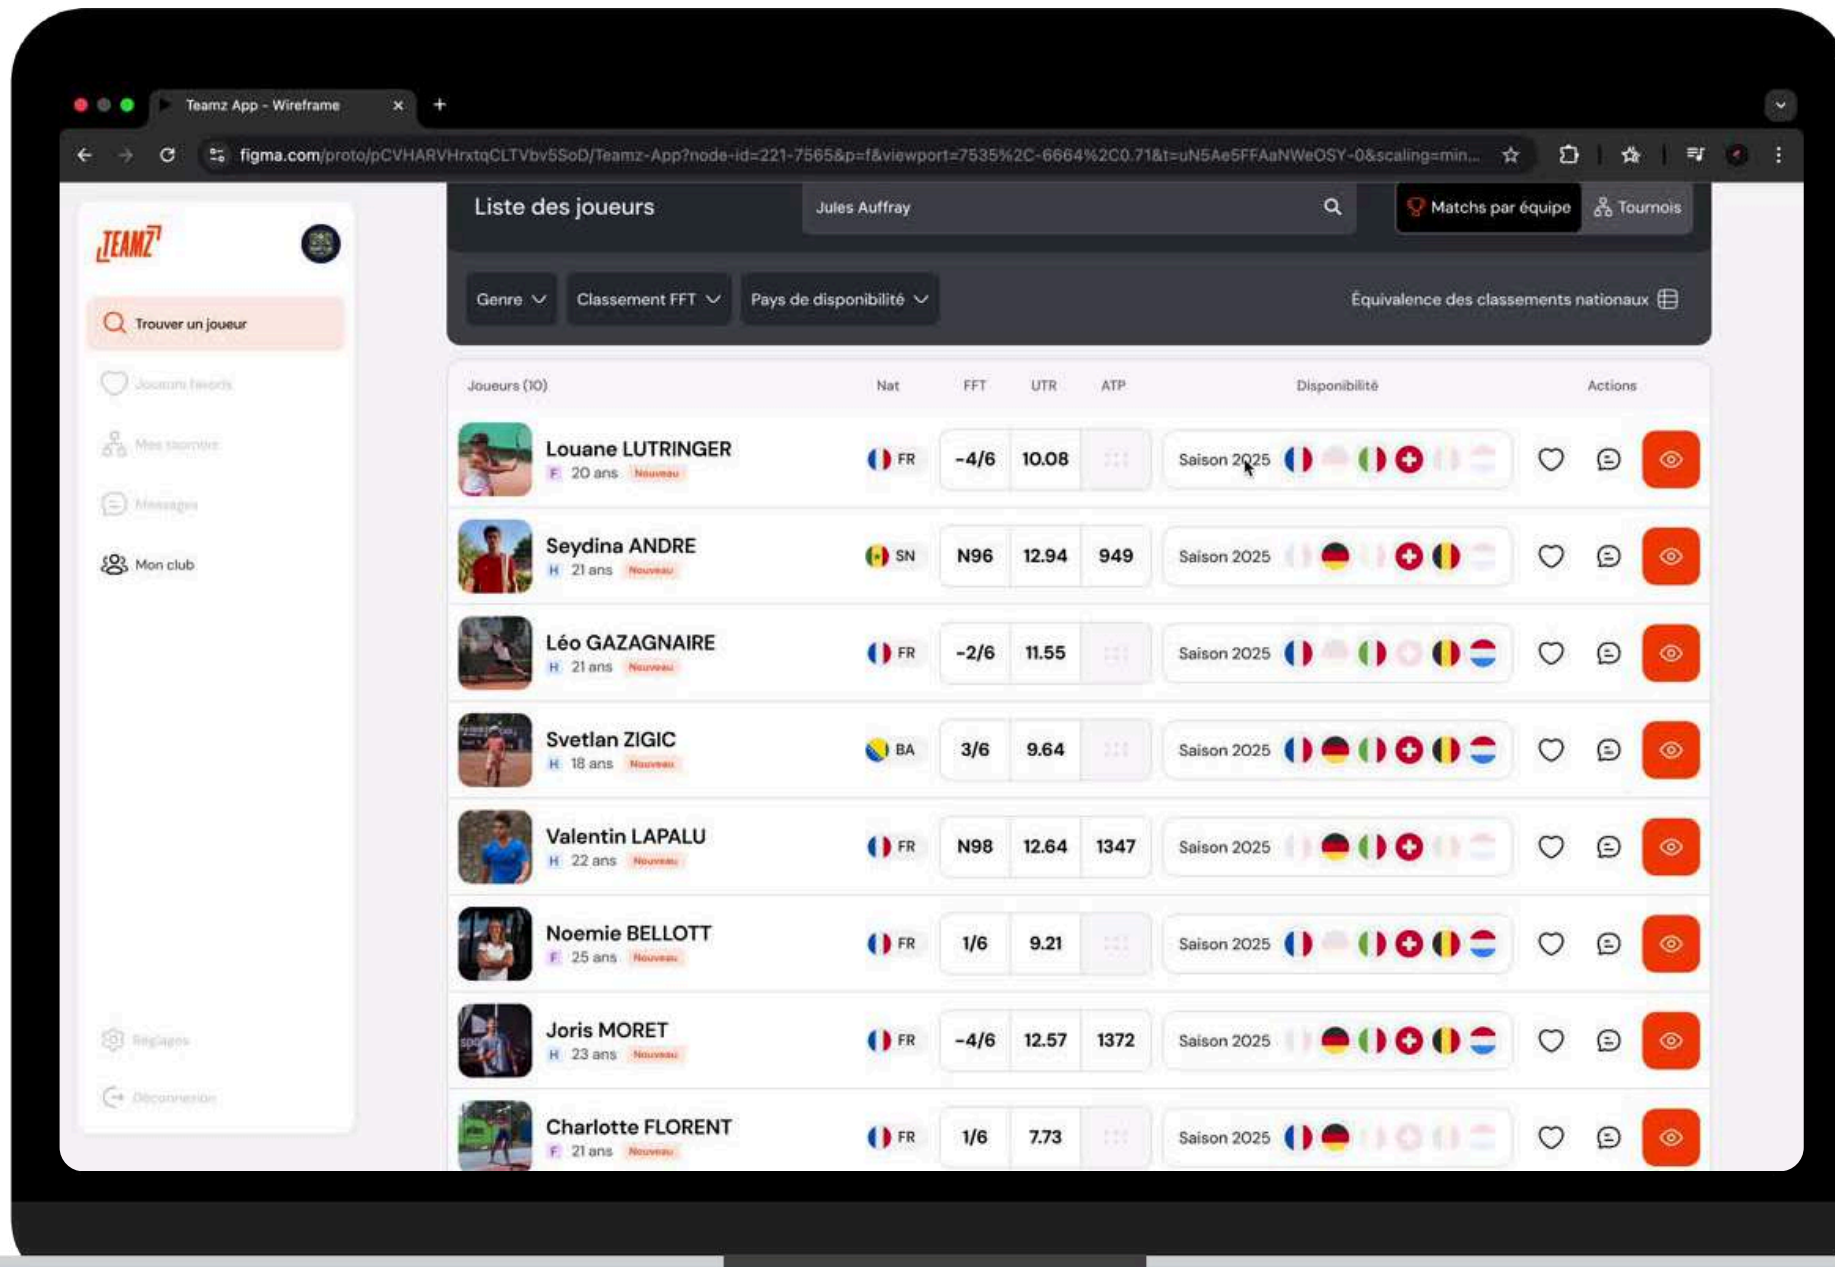 Teamz App - Wireframe
figma.com/proto/pCVHARVHrxtqCLTVbv5SoD/Teamz-App?node-id=221-7565&p=f&viewport=7535%2C-6664%2C0.71&t=uN5Ae5FFAaNWeOSY-0&scaling=min...
TEAMZ
Trouver un joueur
Joueurs favoris
Mes tournois
Messages
Mon club
Réglages
Déconnexion
Liste des joueurs
Jules Auffray
Matchs par équipe
Tournois
Genre
Classement FFT
Pays de disponibilité
Équivalence des classements nationaux
Joueurs (10) Nat FFT UTR ATP Disponibilité Actions
Louane LUTRINGER
F 20 ans Nouveau
FR -4/6 10.08 Saison 2025
Seydina ANDRE
H 21 ans Nouveau
SN N96 12.94 949 Saison 2025
Léo GAZAGNAIRE
H 21 ans Nouveau
FR -2/6 11.55 Saison 2025
Svetlan ZIGIC
H 18 ans Nouveau
BA 3/6 9.64 Saison 2025
Valentin LAPALU
H 22 ans Nouveau
FR N98 12.64 1347 Saison 2025
Noemie BELLOTT
F 25 ans Nouveau
FR 1/6 9.21 Saison 2025
Joris MORET
H 23 ans Nouveau
FR -4/6 12.57 1372 Saison 2025
Charlotte FLORENT
F 21 ans Nouveau
FR 1/6 7.73 Saison 2025